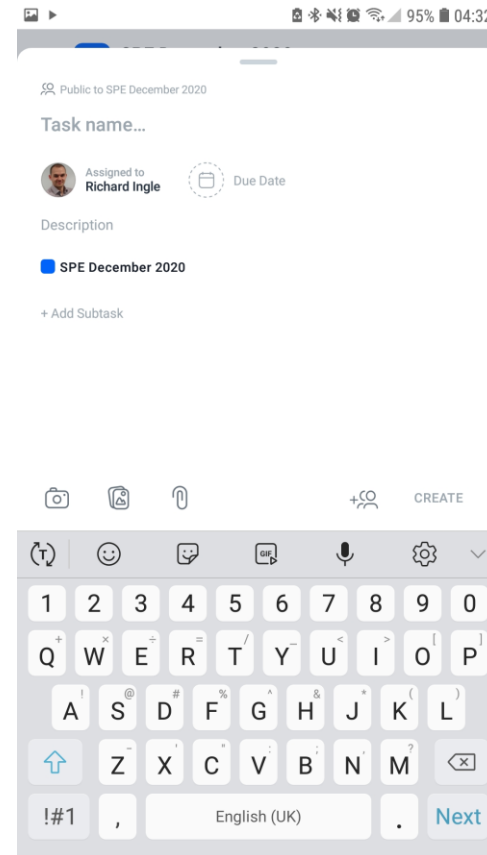 95% 04:32
Public to SPE December 2020
Task name...
Assigned to
Richard Ingle
Due Date
Description
SPE December 2020
+ Add Subtask
CREATE
T
GIF
1 2 3 4 5 6 7 8 9 0
+ × ÷ = / _ < > [ ]
Q W E R T Y U I O P
! @ # % ^ & * ( )
A S D F G H J K L
- ' " : ; , ?
Z X C V B N M
!#1 , English (UK) . Next